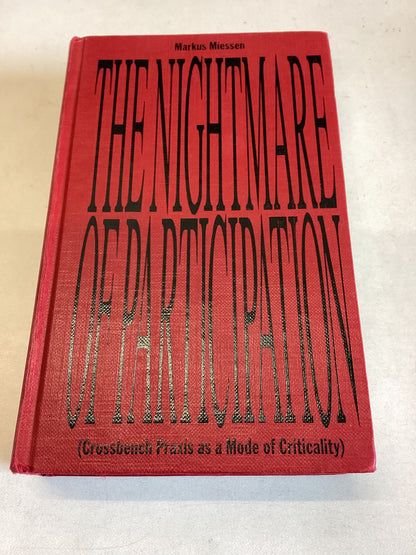 Markus Miessen
THE NIGHTMARE
OF PARTICIPATION
(Crossbench Praxis as a Mode of Criticality)